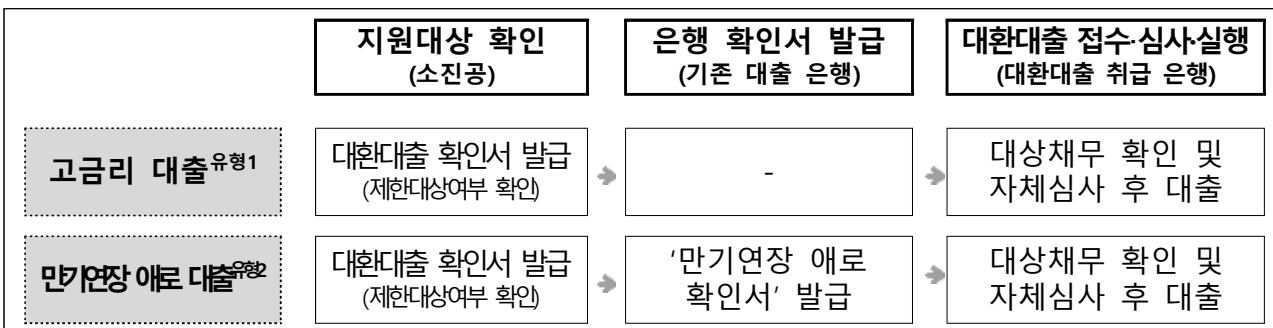 지원대상 확인
(소진공)
은행 확인서 발급
(기존 대출 은행)
대환대출 접수·심사·실행
(대환대출 취급 은행)
고금리 대출유형1
대환대출 확인서 발급
(제한대상여부 확인)
-
대상채무 확인 및
자체심사 후 대출
만기연장 애로 대출유형2
대환대출 확인서 발급
(제한대상여부 확인)
'만기연장 애로
확인서' 발급
대상채무 확인 및
자체심사 후 대출